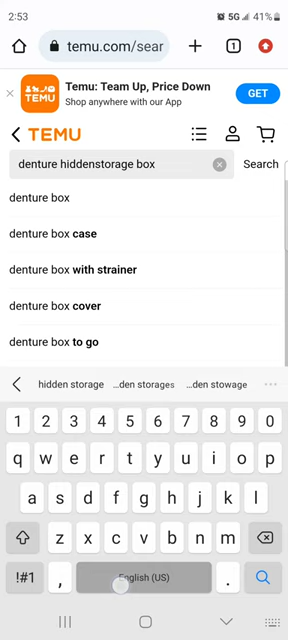 2:53 5G 41%
temu.com/sear 1
TEMU Temu: Team Up, Price Down
Shop anywhere with our App
GET
TEMU
denture hiddenstorage box Search
denture box
denture box case
denture box with strainer
denture box cover
denture box to go
hidden storage ...den storages ...den stowage
1 2 3 4 5 6 7 8 9 0
q w e r t y u i o p
a s d f g h j k l
z x c v b n m
!#1 , English (US) .